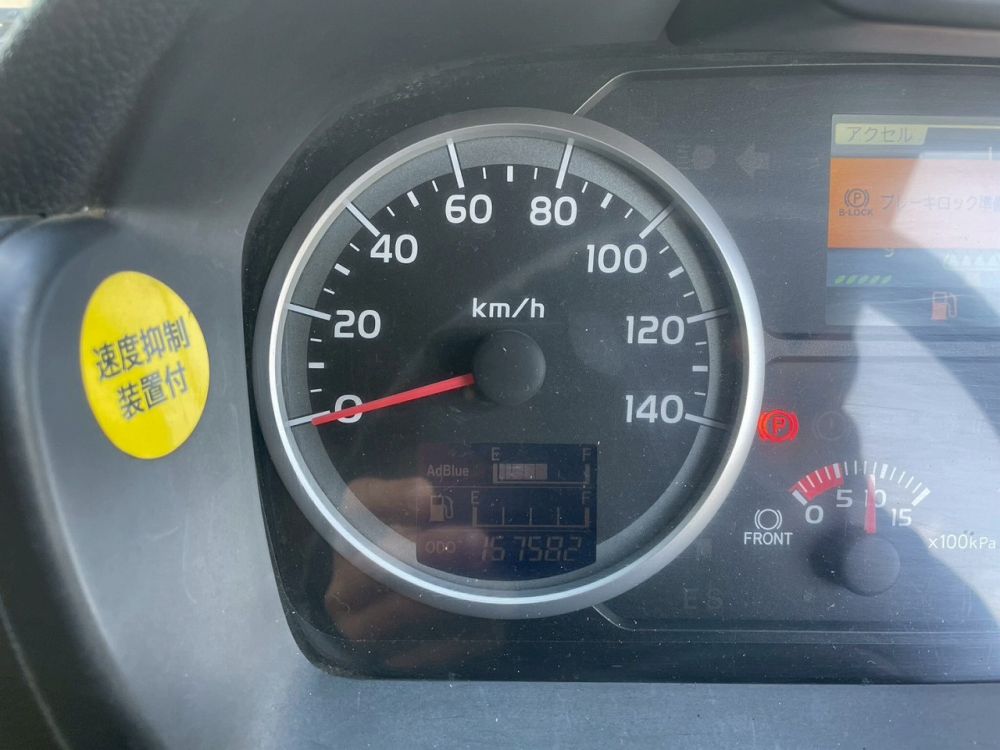 アクセル
B-LOCK
ブレーキロック
速度抑制
装置付
km/h
0
20
40
60
80
100
120
140
AdBlue
E F
E F
ODO 167582
P
FRONT
0 5 10 15
x100kPa
E S